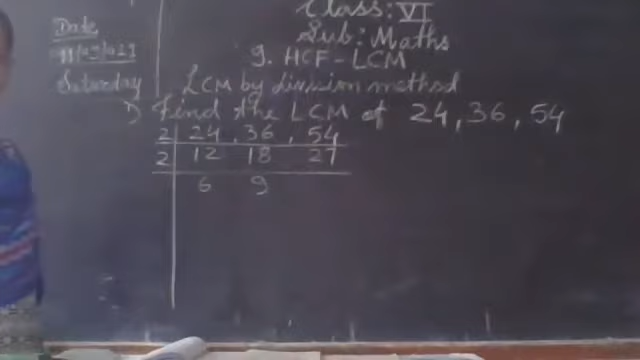 Class: VI
Date
Sub: Maths
9. HCF-LCM
Saturday
LCM by division method
1) Find the LCM of 24, 36, 54
2 24, 36, 54
2 12 18 27
6 9